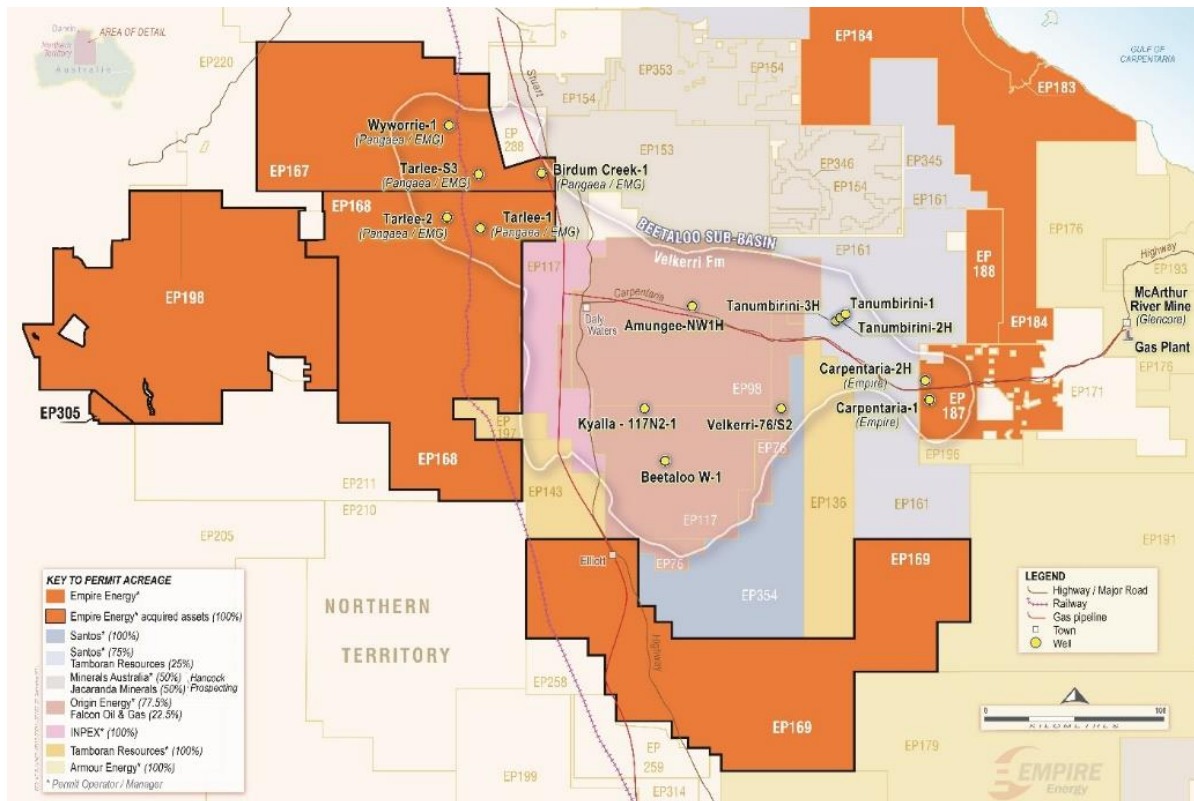 Darwin
AREA OF DETAIL
Northern
Territory
Australia
EP220
Stuart
EP154
EP353
EP154
EP184
EP183
GULF OF
CARPENTARIA
Wyworrie-1
(Pangaea / EMG)
EP
288
EP153
EP346
EP154
EP345
EP167
Tarlee-S3
(Pangaea / EMG)
Birdum Creek-1
(Pangaea / EMG)
EP168
Tarlee-2
(Pangaea / EMG)
Tarlee-1
(Pangaea / EMG)
EP161
BEETALOO SUB-BASIN
Velkerri Fm
EP117
EP161
EP176
EP
188
Highway
EP193
EP198
Carpentaria
Daly
Waters
Amungee-NW1H
Tanumbirini-3H
Tanumbirini-1
Tanumbirini-2H
EP184
McArthur
River Mine
(Glencore)
Gas Plant
EP305
EP98
Carpentaria-2H
(Empire)
Carpentaria-1
(Empire)
EP
187
EP171
EP176
EP197
Kyalla - 117N2-1
Velkerri-76/S2
EP76
EP196
EP168
Beetaloo W-1
EP211
EP143
EP136
EP161
EP210
EP117
EP205
EP191
Elliott
EP76
EP169
EP354
NORTHERN
TERRITORY
Highway
EP258
EP169
EP179
EP
259
EP199
EP314
KEY TO PERMIT ACREAGE
Empire Energy*
Empire Energy* acquired assets (100%)
Santos* (100%)
Santos* (75%)
Tamboran Resources (25%)
Minerals Australia* (50%) Hancock
Jacaranda Minerals (50%) Prospecting
Origin Energy* (77.5%)
Falcon Oil & Gas (22.5%)
INPEX* (100%)
Tamboran Resources* (100%)
Armour Energy* (100%)
* Permit Operator / Manager
LEGEND
Highway / Major Road
Railway
Gas pipeline
Town
Well
0 100
KILOMETRES
EMPIRE
Energy